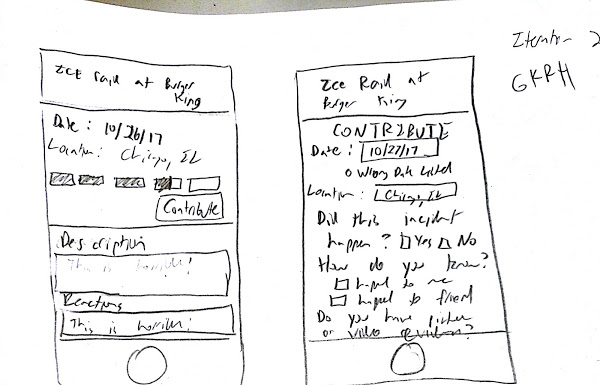 Iteration 2
GKRH
ICE Raid at Burger
King
Date: 10/26/17
Location: Chicago, IL
Contribute
Description
This is horrible!
Reactions
This is horrible!
ICE Raid at
Burger King
CONTRIBUTE
Date: 10/27/17
Wrong Date Listed
Location: Chicago, IL
Did this incident
happen? Yes No
How do you know?
happed to me
happed to friend
Do you have picture
or video evidence?